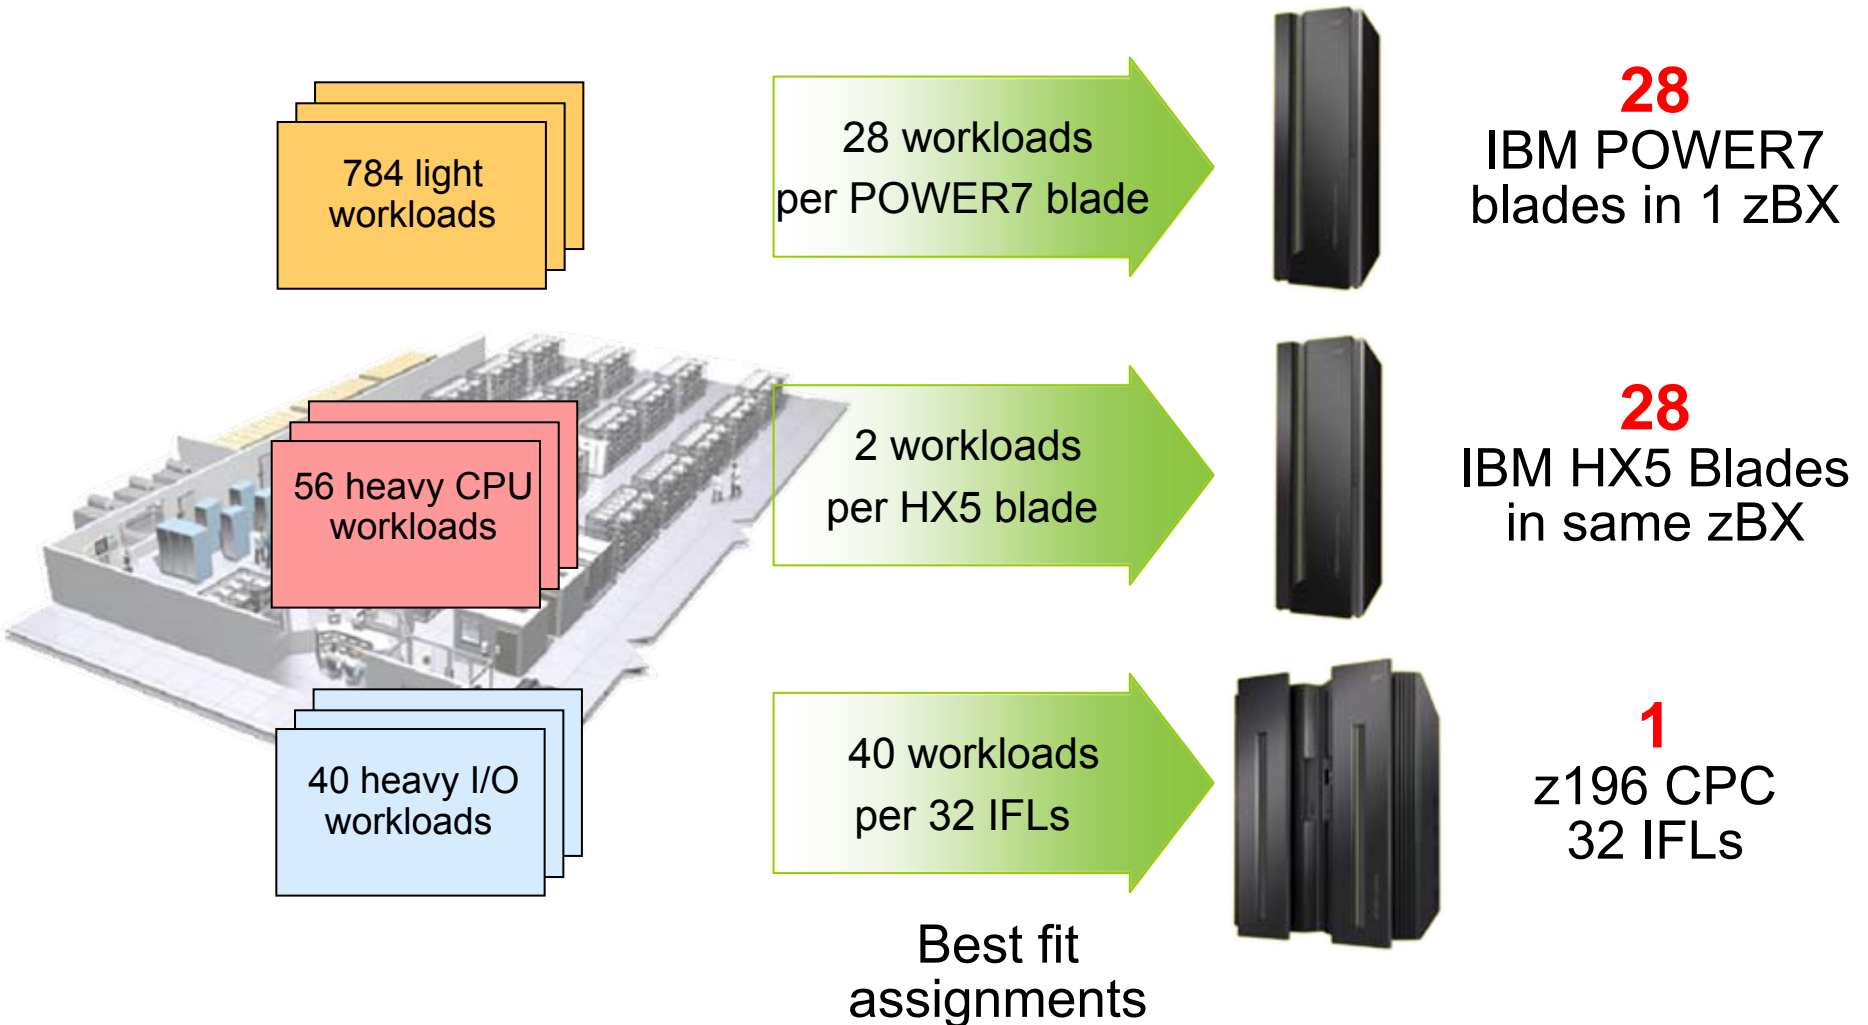 784 light
workloads
28 workloads
per POWER7 blade
28
IBM POWER7
blades in 1 zBX
56 heavy CPU
workloads
2 workloads
per HX5 blade
28
IBM HX5 Blades
in same zBX
40 heavy I/O
workloads
40 workloads
per 32 IFLs
1
z196 CPC
32 IFLs
Best fit
assignments